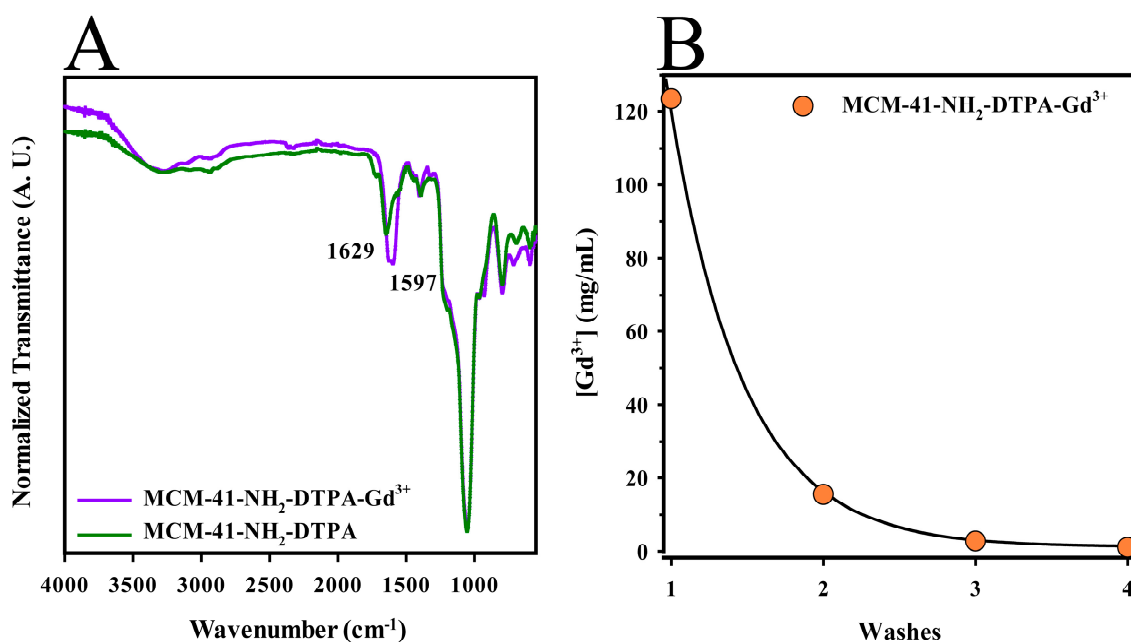 A
Normalized Transmittance (A. U.)
1629
1597
MCM-41-NH₂-DTPA-Gd³⁺
MCM-41-NH₂-DTPA
4000 3500 3000 2500 2000 1500 1000
Wavenumber (cm⁻¹)
B
[Gd³⁺] (mg/mL)
MCM-41-NH₂-DTPA-Gd³⁺
120
100
80
60
40
20
0
1 2 3 4
Washes